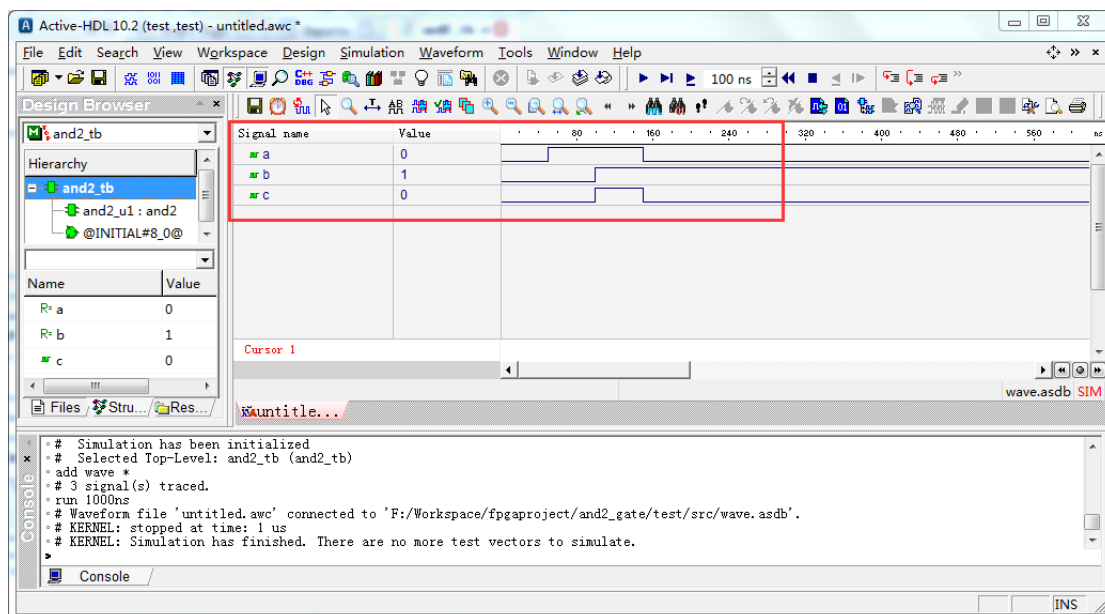 Active-HDL 10.2 (test ,test) - untitled.awc *
File Edit Search View Workspace Design Simulation Waveform Tools Window Help
100 ns
Design Browser
and2_tb
Hierarchy
and2_tb
and2_u1 : and2
@INITIAL#8_0@
Name Value
a 0
b 1
c 0
Files Stru... Res...
Signal name Value 80 160 240 320 400 480 560 ns
a 0
b 1
c 0
Cursor 1
wave.asdb SIM
untitle...
Console
# Simulation has been initialized
# Selected Top-Level: and2_tb (and2_tb)
add wave *
# 3 signal(s) traced.
run 1000ns
# Waveform file 'untitled.awc' connected to 'F:/Workspace/fpgaproject/and2_gate/test/src/wave.asdb'.
# KERNEL: stopped at time: 1 us
# KERNEL: Simulation has finished. There are no more test vectors to simulate.
>
Console
INS